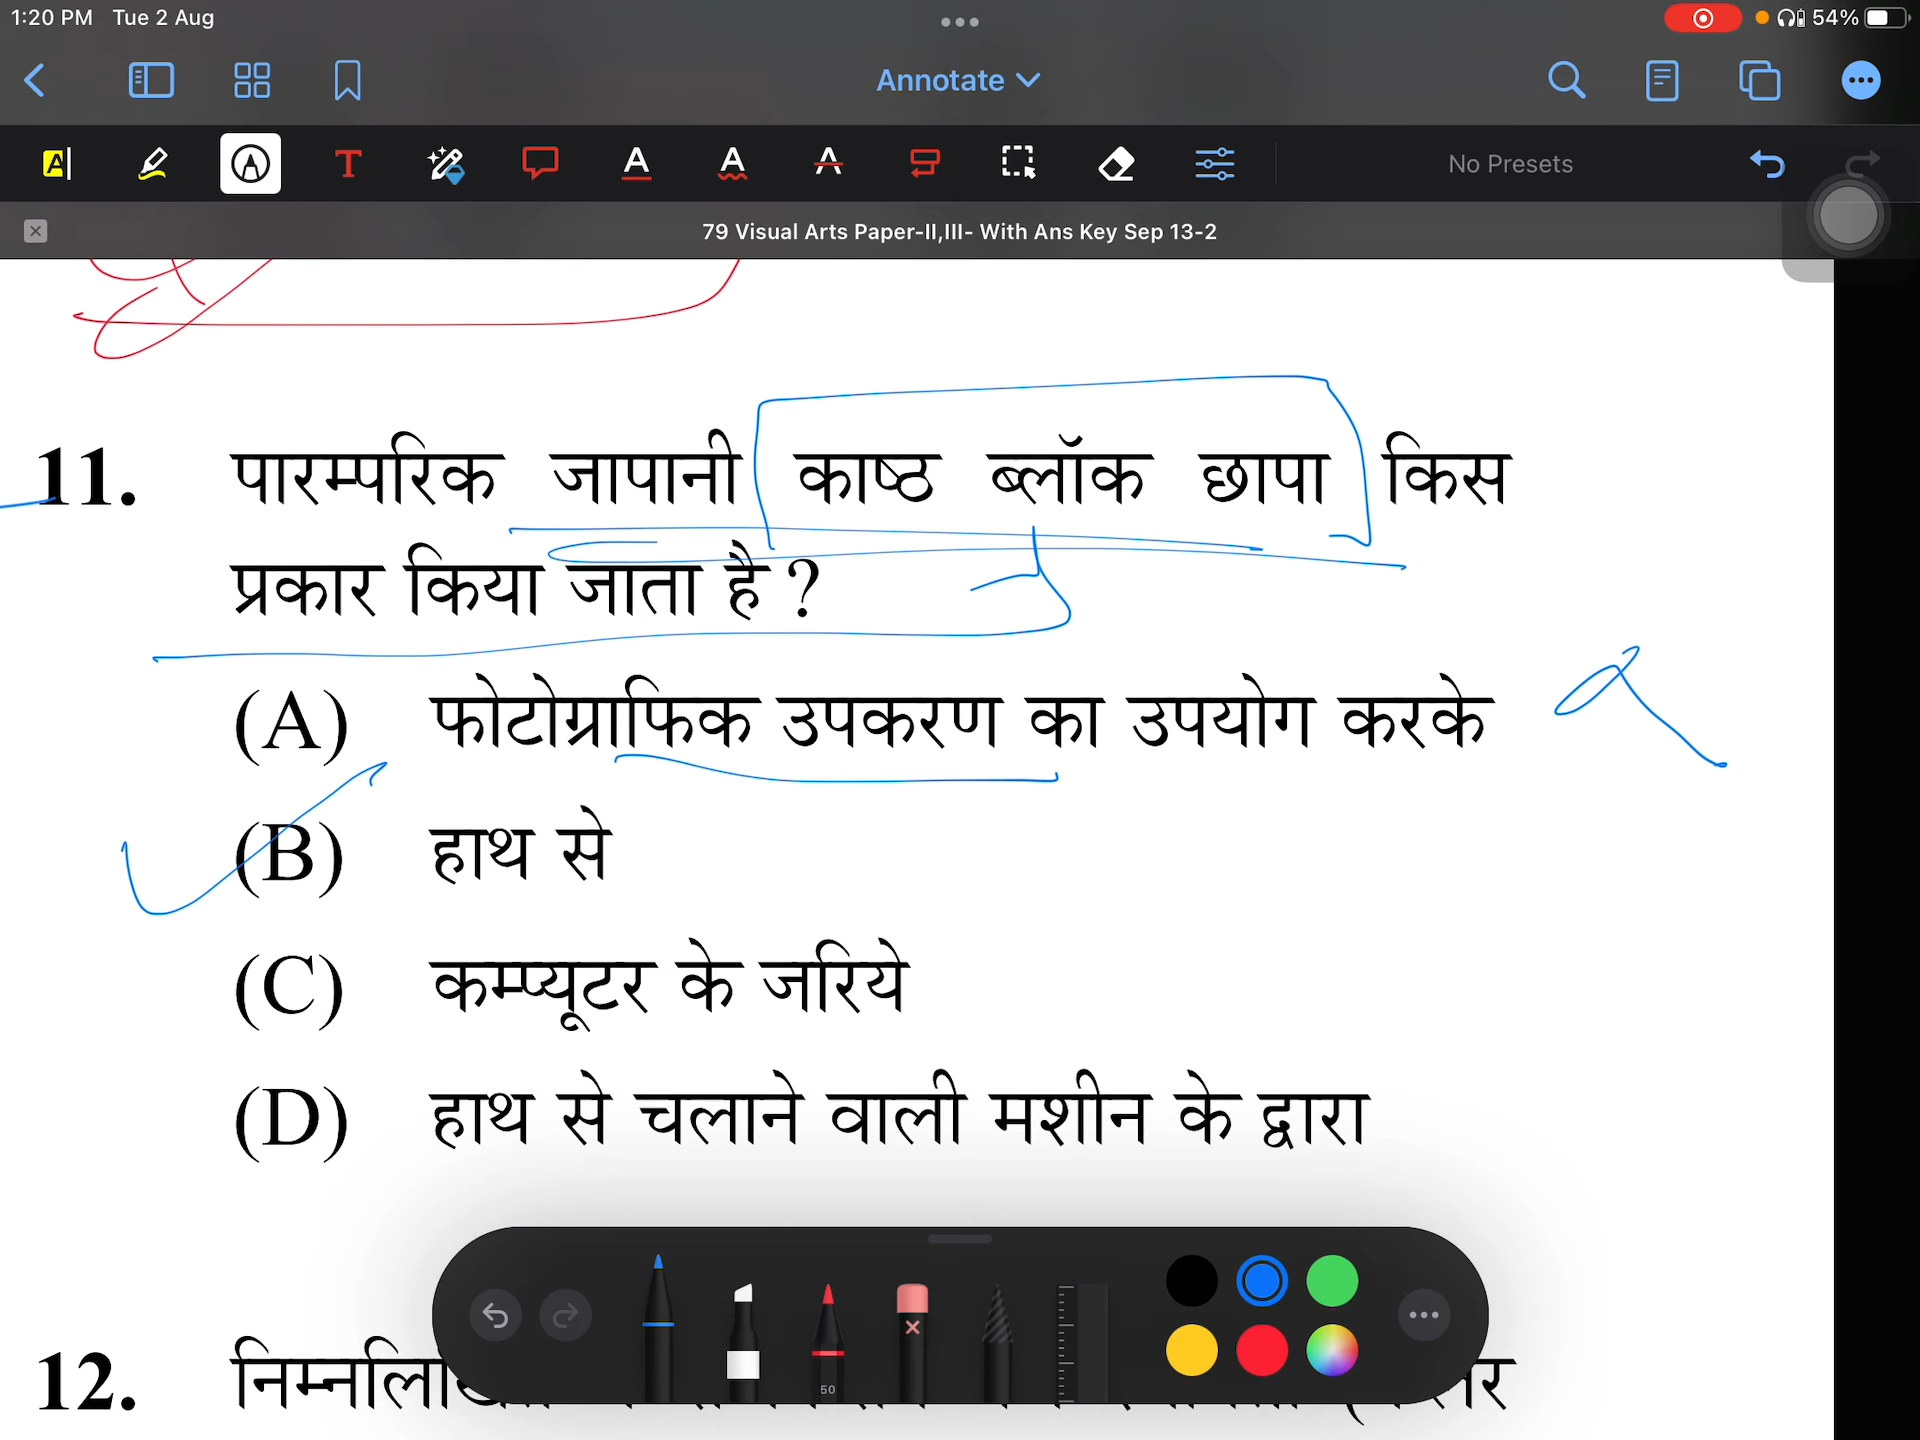 1:20 PM Tue 2 Aug
54%
Annotate
No Presets
79 Visual Arts Paper-II,III- With Ans Key Sep 13-2
11. पारम्परिक जापानी काष्ठ ब्लॉक छापा किस
प्रकार किया जाता है ?
(A) फोटोग्राफिक उपकरण का उपयोग करके
(B) हाथ से
(C) कम्प्यूटर के जरिये
(D) हाथ से चलाने वाली मशीन के द्वारा
12.
50